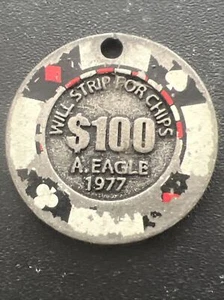 WILL STRIP FOR CHIPS
$100
A. EAGLE
1977